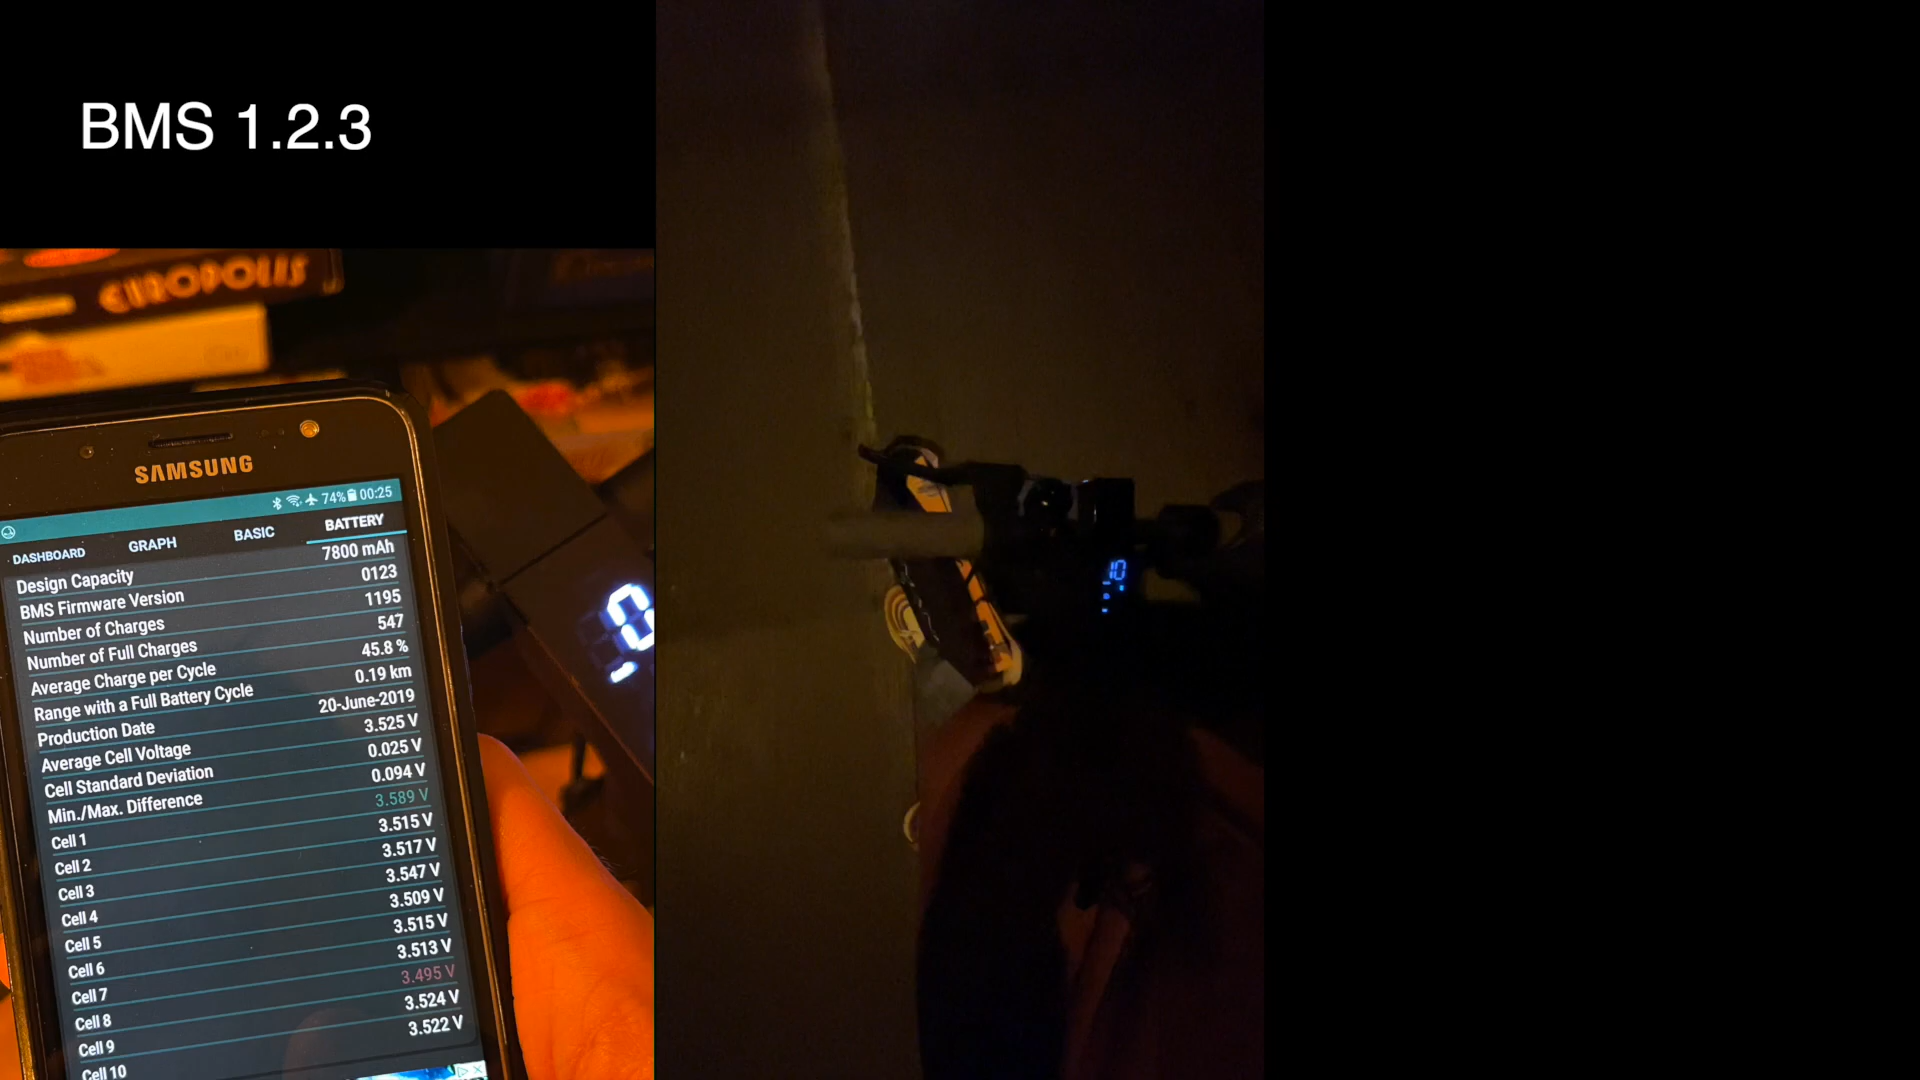 BMS 1.2.3
SAMSUNG
74% 00:25
DASHBOARD GRAPH BASIC BATTERY
Design Capacity 7800 mAh
BMS Firmware Version 0123
Number of Charges 1195
Number of Full Charges 547
Average Charge per Cycle 45.8 %
Range with a Full Battery Cycle 0.19 km
Production Date 20-June-2019
Average Cell Voltage 3.525 V
Cell Standard Deviation 0.025 V
Min./Max. Difference 0.094 V
Cell 1 3.589 V
Cell 2 3.515 V
Cell 3 3.517 V
Cell 4 3.547 V
Cell 5 3.509 V
Cell 6 3.515 V
Cell 7 3.513 V
Cell 8 3.495 V
Cell 9 3.524 V
Cell 10 3.522 V
10